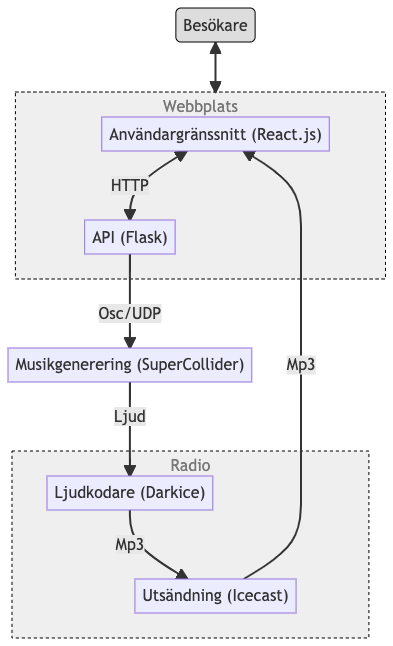 Besökare
Webbplats
Användargränssnitt (React.js)
HTTP
API (Flask)
Osc/UDP
Musikgenerering (SuperCollider)
Mp3
Ljud
Radio
Ljudkodare (Darkice)
Mp3
Utsändning (Icecast)